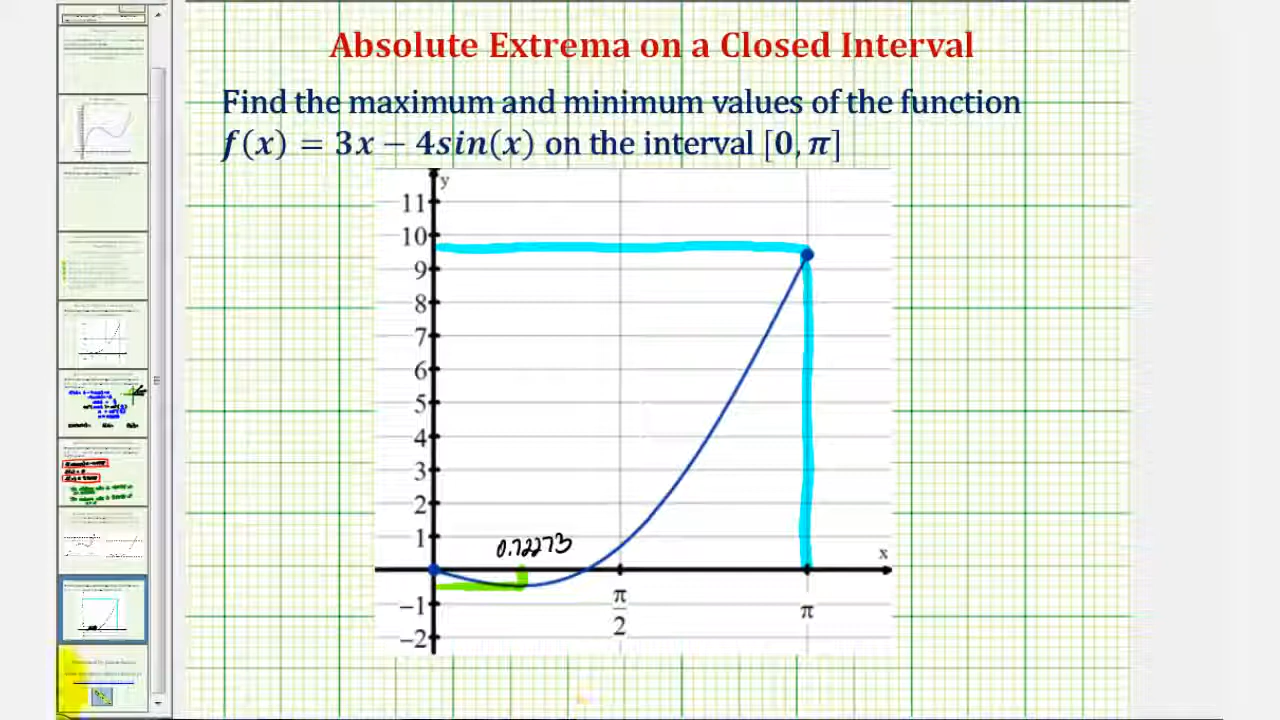 Absolute Extrema on a Closed Interval
Find the maximum and minimum values of the function
f(x) = 3x − 4sin(x) on the interval [0, π]
y
11
10
9
8
7
6
5
4
3
2
1
0.72273
x
−1
π
2
π
−2